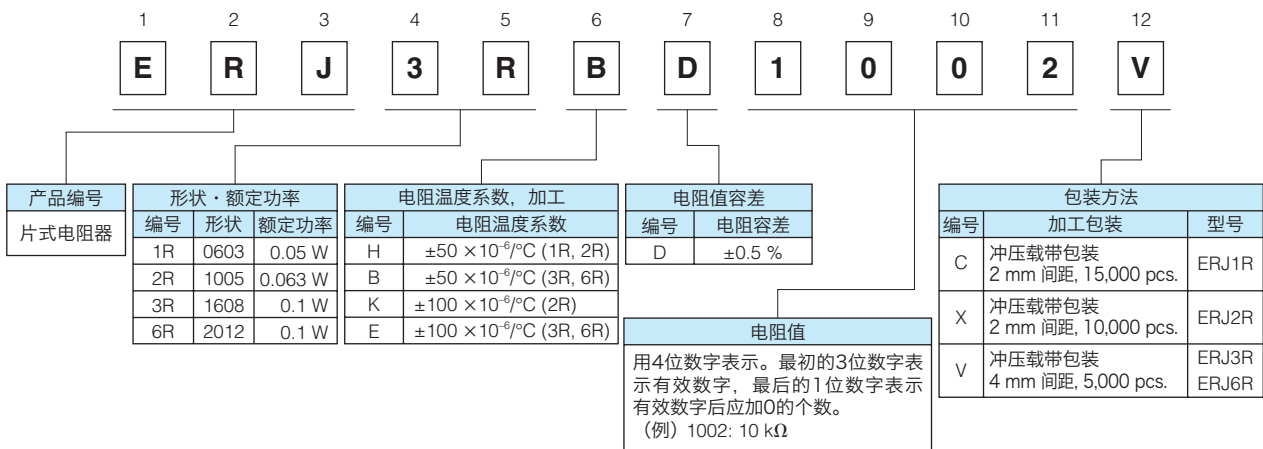 1 2 3 4 5 6 7 8 9 10 11 12
E R J 3 R B D 1 0 0 2 V
产品编号
片式电阻器
形状・额定功率
编号 形状 额定功率
1R 0603 0.05 W
2R 1005 0.063 W
3R 1608 0.1 W
6R 2012 0.1 W
电阻温度系数，加工
编号 电阻温度系数
H ±50 ×10⁻⁶/°C (1R, 2R)
B ±50 ×10⁻⁶/°C (3R, 6R)
K ±100 ×10⁻⁶/°C (2R)
E ±100 ×10⁻⁶/°C (3R, 6R)
电阻值容差
编号 电阻容差
D ±0.5 %
电阻值
用4位数字表示。最初的3位数字表
示有效数字，最后的1位数字表示
有效数字后应加0的个数。
（例）1002: 10 kΩ
包装方法
编号 加工包装 型号
C 冲压载带包装
2 mm 间距, 15,000 pcs. ERJ1R
X 冲压载带包装
2 mm 间距, 10,000 pcs. ERJ2R
V 冲压载带包装 ERJ3R
4 mm 间距, 5,000 pcs. ERJ6R